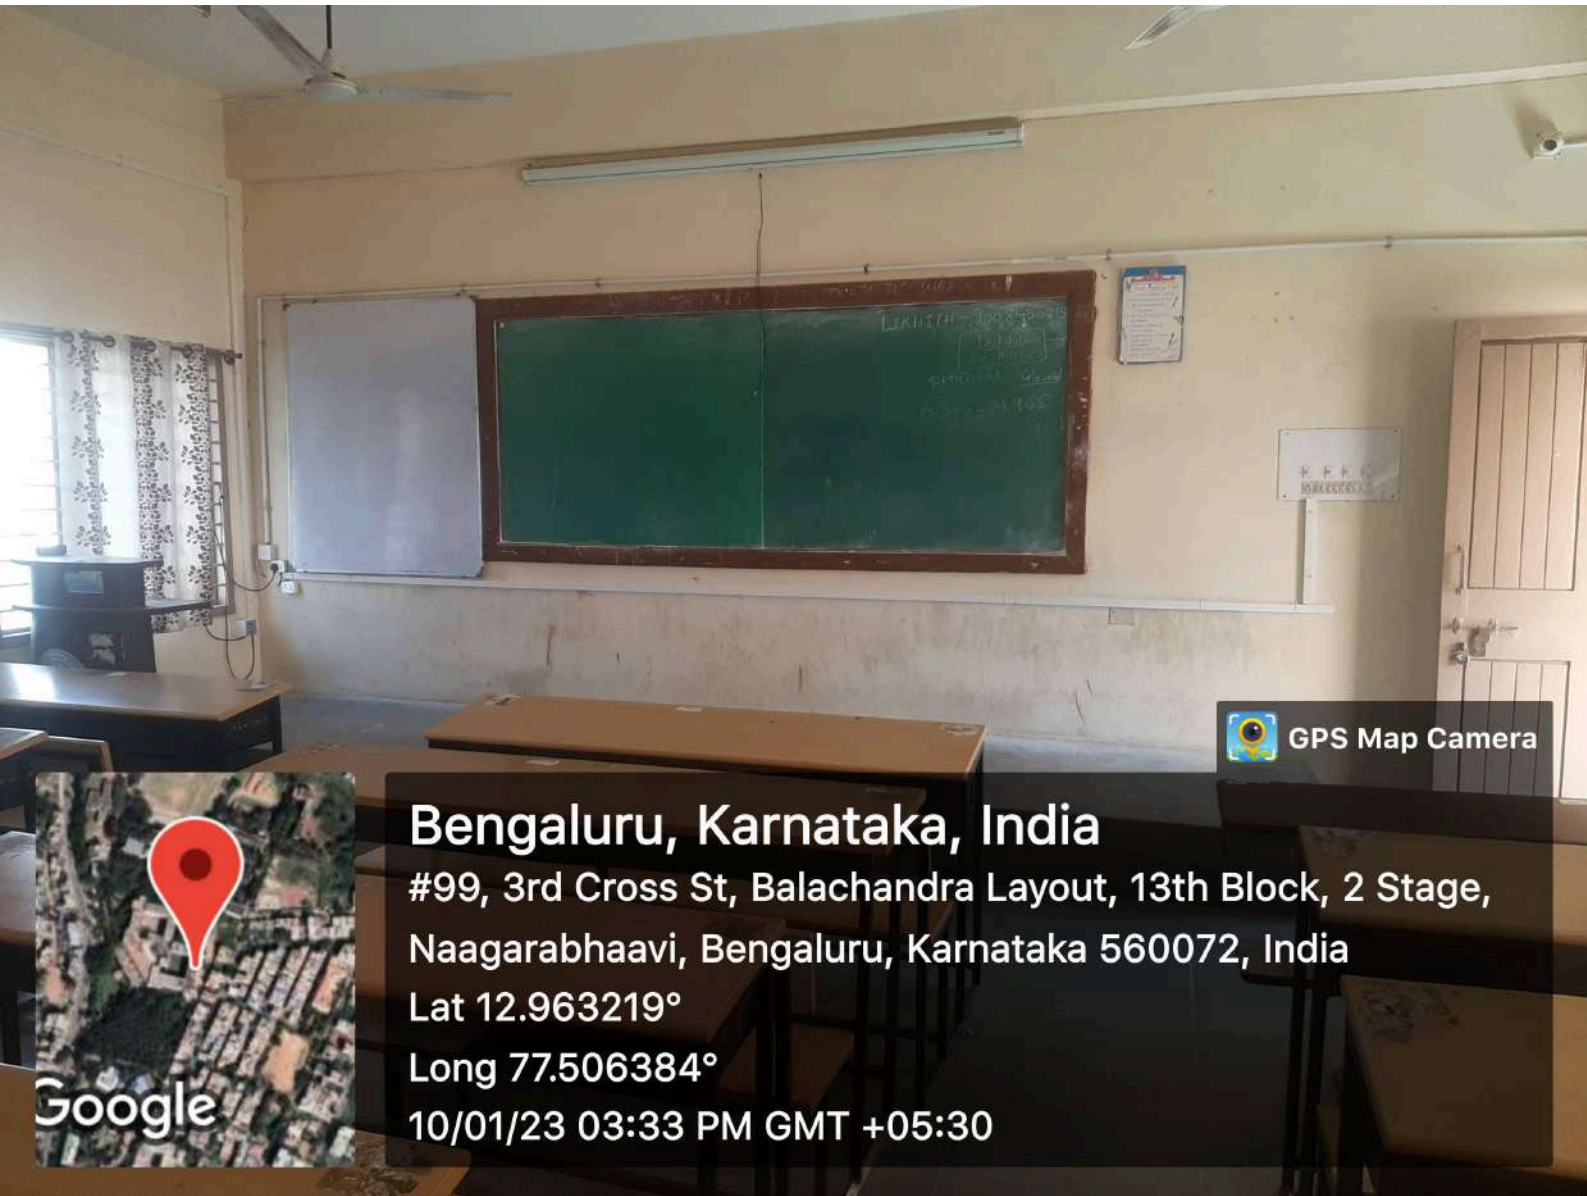 LIKHITH
GPS Map Camera
Bengaluru, Karnataka, India
#99, 3rd Cross St, Balachandra Layout, 13th Block, 2 Stage,
Naagarabhaavi, Bengaluru, Karnataka 560072, India
Lat 12.963219°
Long 77.506384°
10/01/23 03:33 PM GMT +05:30
Google